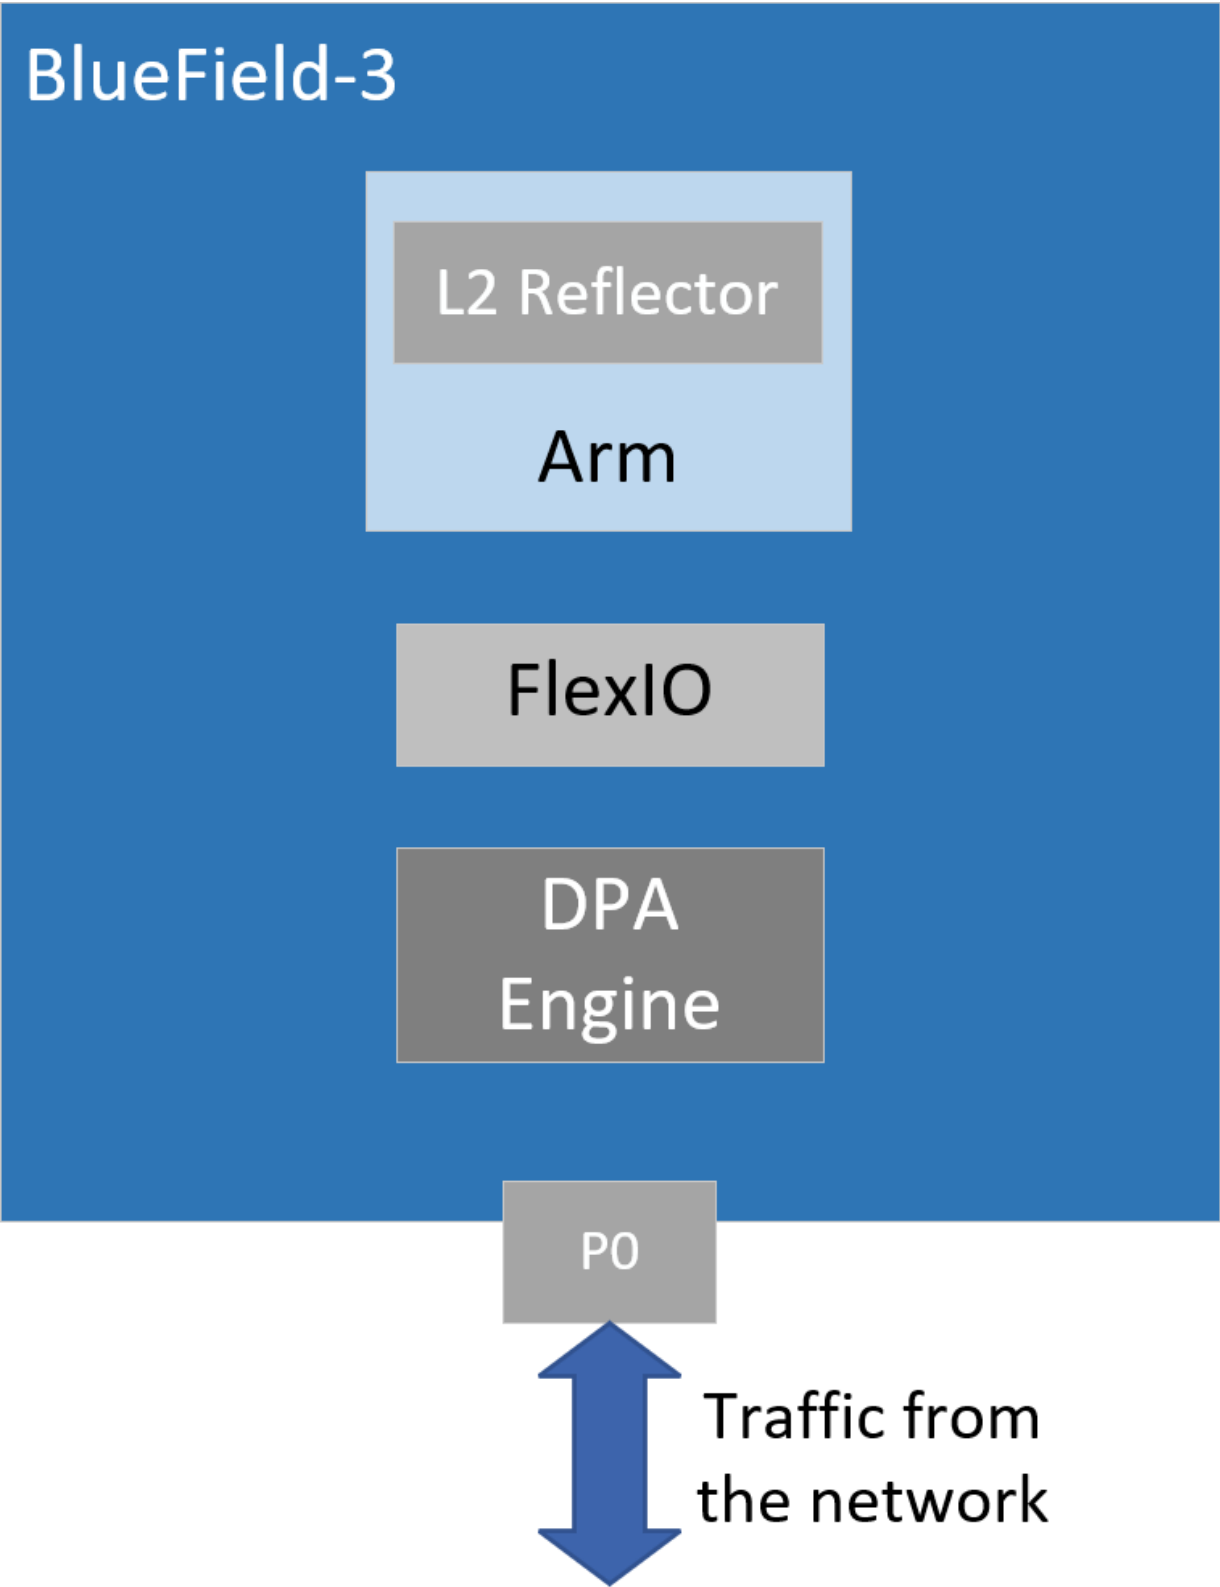 BlueField-3
L2 Reflector
Arm
FlexIO
DPA
Engine
P0
Traffic from
the network